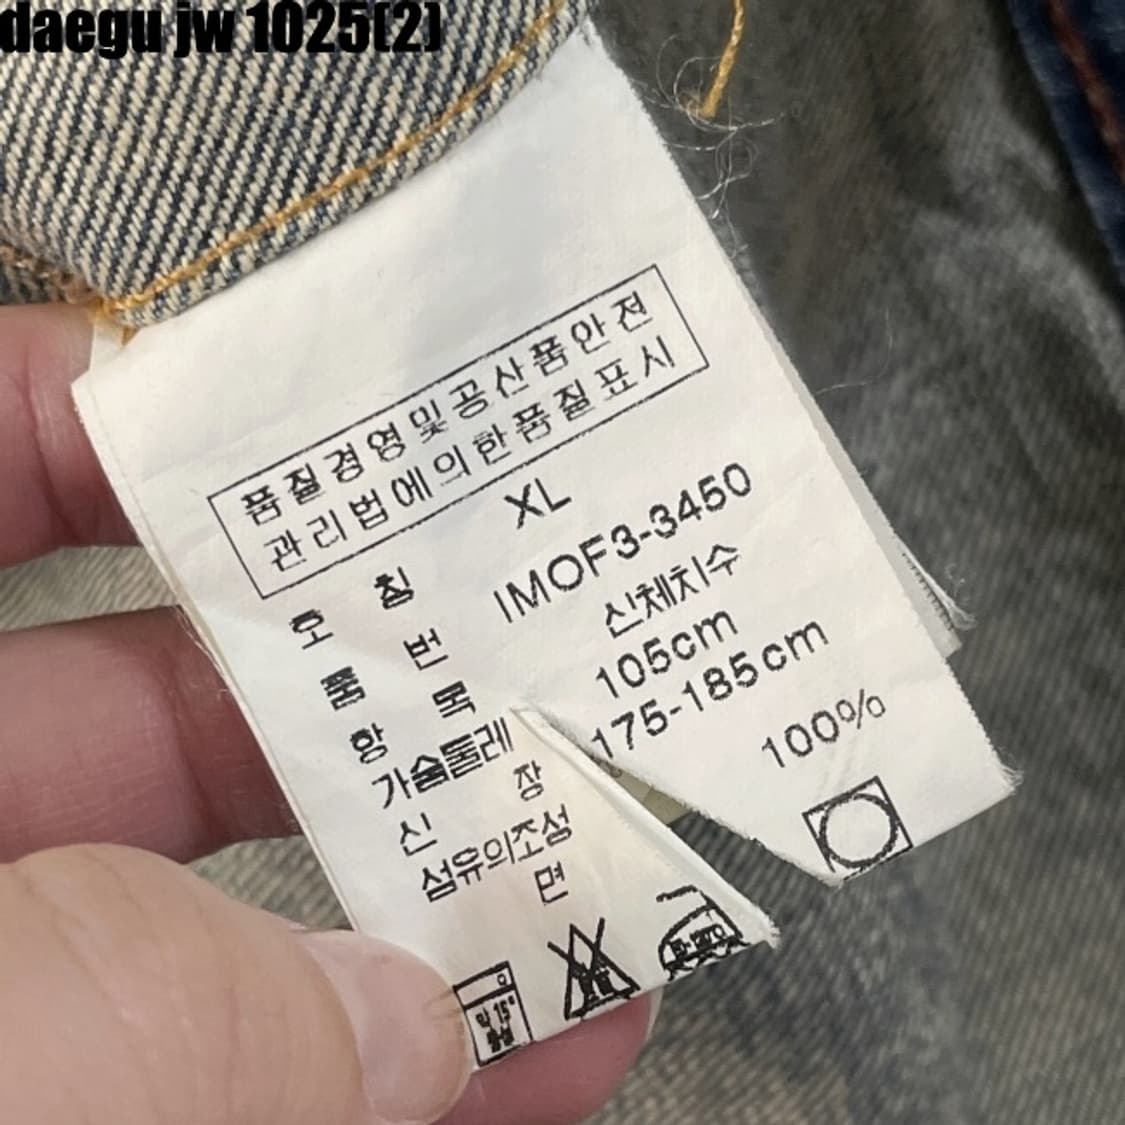 daegu jw 1025(2)
품질경영및공산품안전
관리법에의한품질표시
호 칭 XL
품 번 IMOF3-3450
항 목 신체치수
가슴둘레 105cm
신 장 175-185cm
섬유의조성
면 100%
약 15°